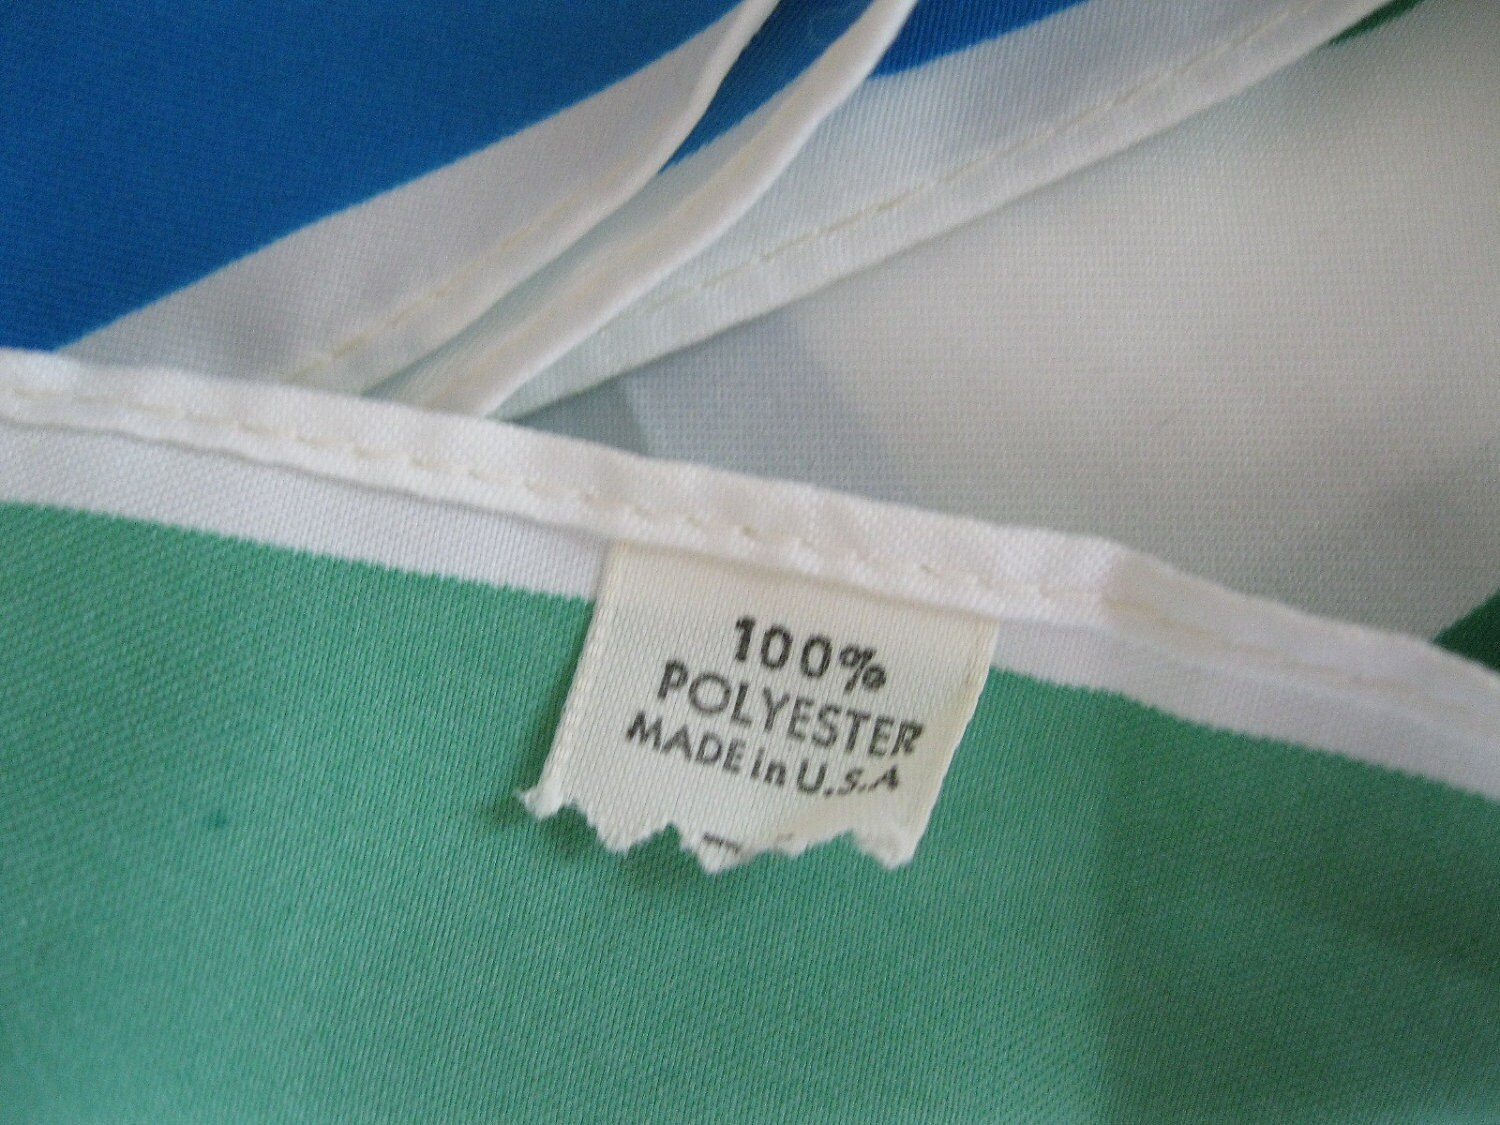 100%
POLYESTER
MADE in U.S.A